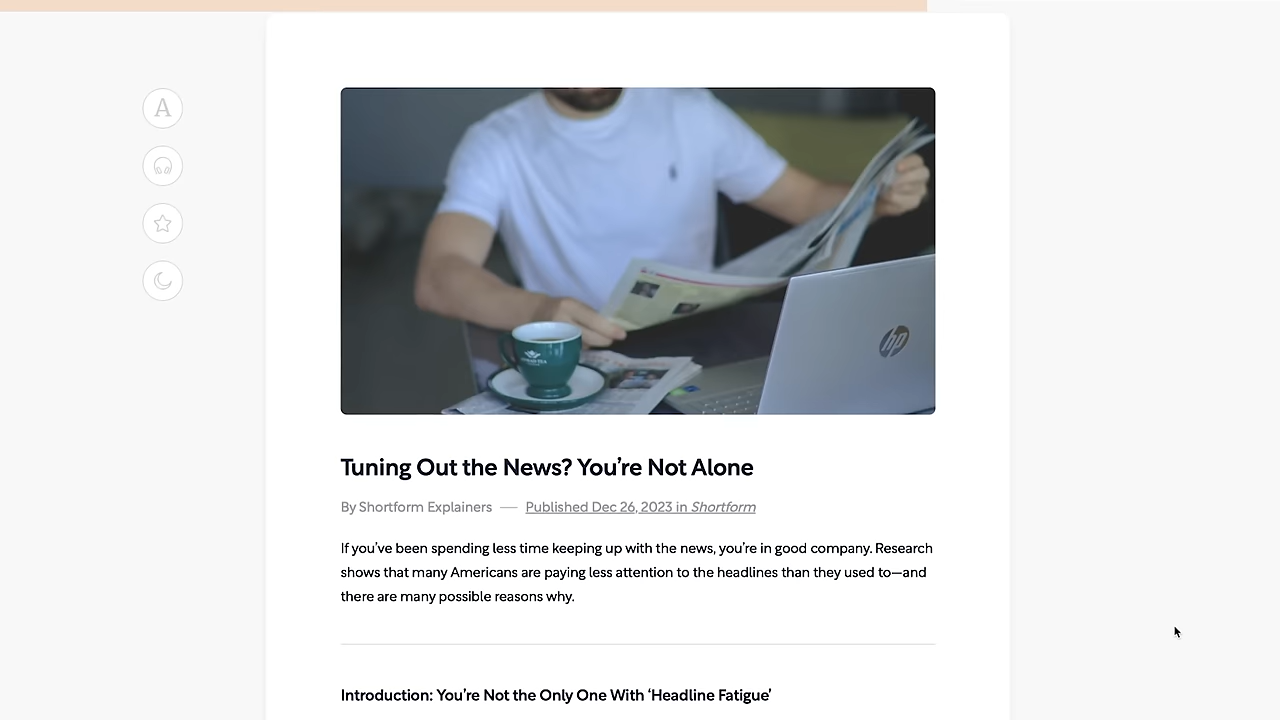 A
hp
Tuning Out the News? You're Not Alone
By Shortform Explainers — Published Dec 26, 2023 in Shortform
If you've been spending less time keeping up with the news, you're in good company. Research
shows that many Americans are paying less attention to the headlines than they used to—and
there are many possible reasons why.
Introduction: You're Not the Only One With ‘Headline Fatigue’